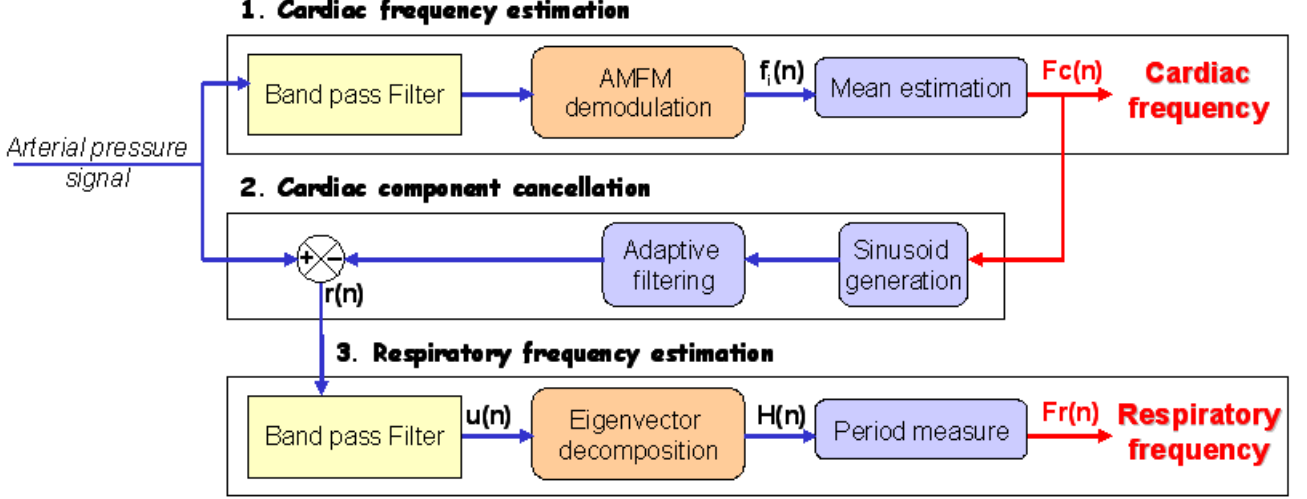 1. Cardiac frequency estimation
Band pass Filter
AMFM
demodulation
fi(n)
Mean estimation
Fc(n)
Cardiac
frequency
Arterial pressure
signal
2. Cardiac component cancellation
+ −
r(n)
Adaptive
filtering
Sinusoid
generation
3. Respiratory frequency estimation
Band pass Filter
u(n)
Eigenvector
decomposition
H(n)
Period measure
Fr(n)
Respiratory
frequency